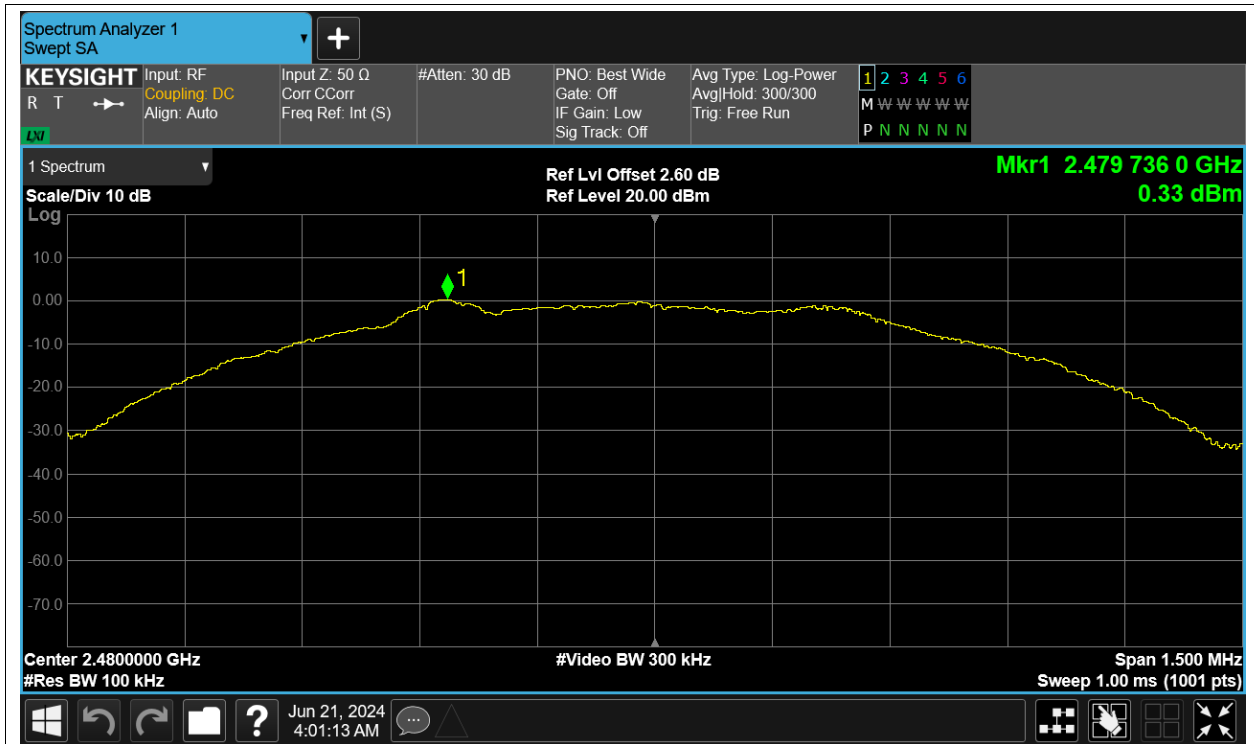 Spectrum Analyzer 1
Swept SA
KEYSIGHT
R T
LXI
Input: RF
Coupling: DC
Align: Auto
Input Z: 50 Ω
Corr CCorr
Freq Ref: Int (S)
#Atten: 30 dB
PNO: Best Wide
Gate: Off
IF Gain: Low
Sig Track: Off
Avg Type: Log-Power
Avg|Hold: 300/300
Trig: Free Run
1 2 3 4 5 6
M W W W W W
P N N N N N
1 Spectrum
Scale/Div 10 dB
Log
Ref Lvl Offset 2.60 dB
Ref Level 20.00 dBm
Mkr1 2.479 736 0 GHz
0.33 dBm
10.0
1
0.00
-10.0
-20.0
-30.0
-40.0
-50.0
-60.0
-70.0
Center 2.4800000 GHz
#Res BW 100 kHz
#Video BW 300 kHz
Span 1.500 MHz
Sweep 1.00 ms (1001 pts)
?
Jun 21, 2024
4:01:13 AM